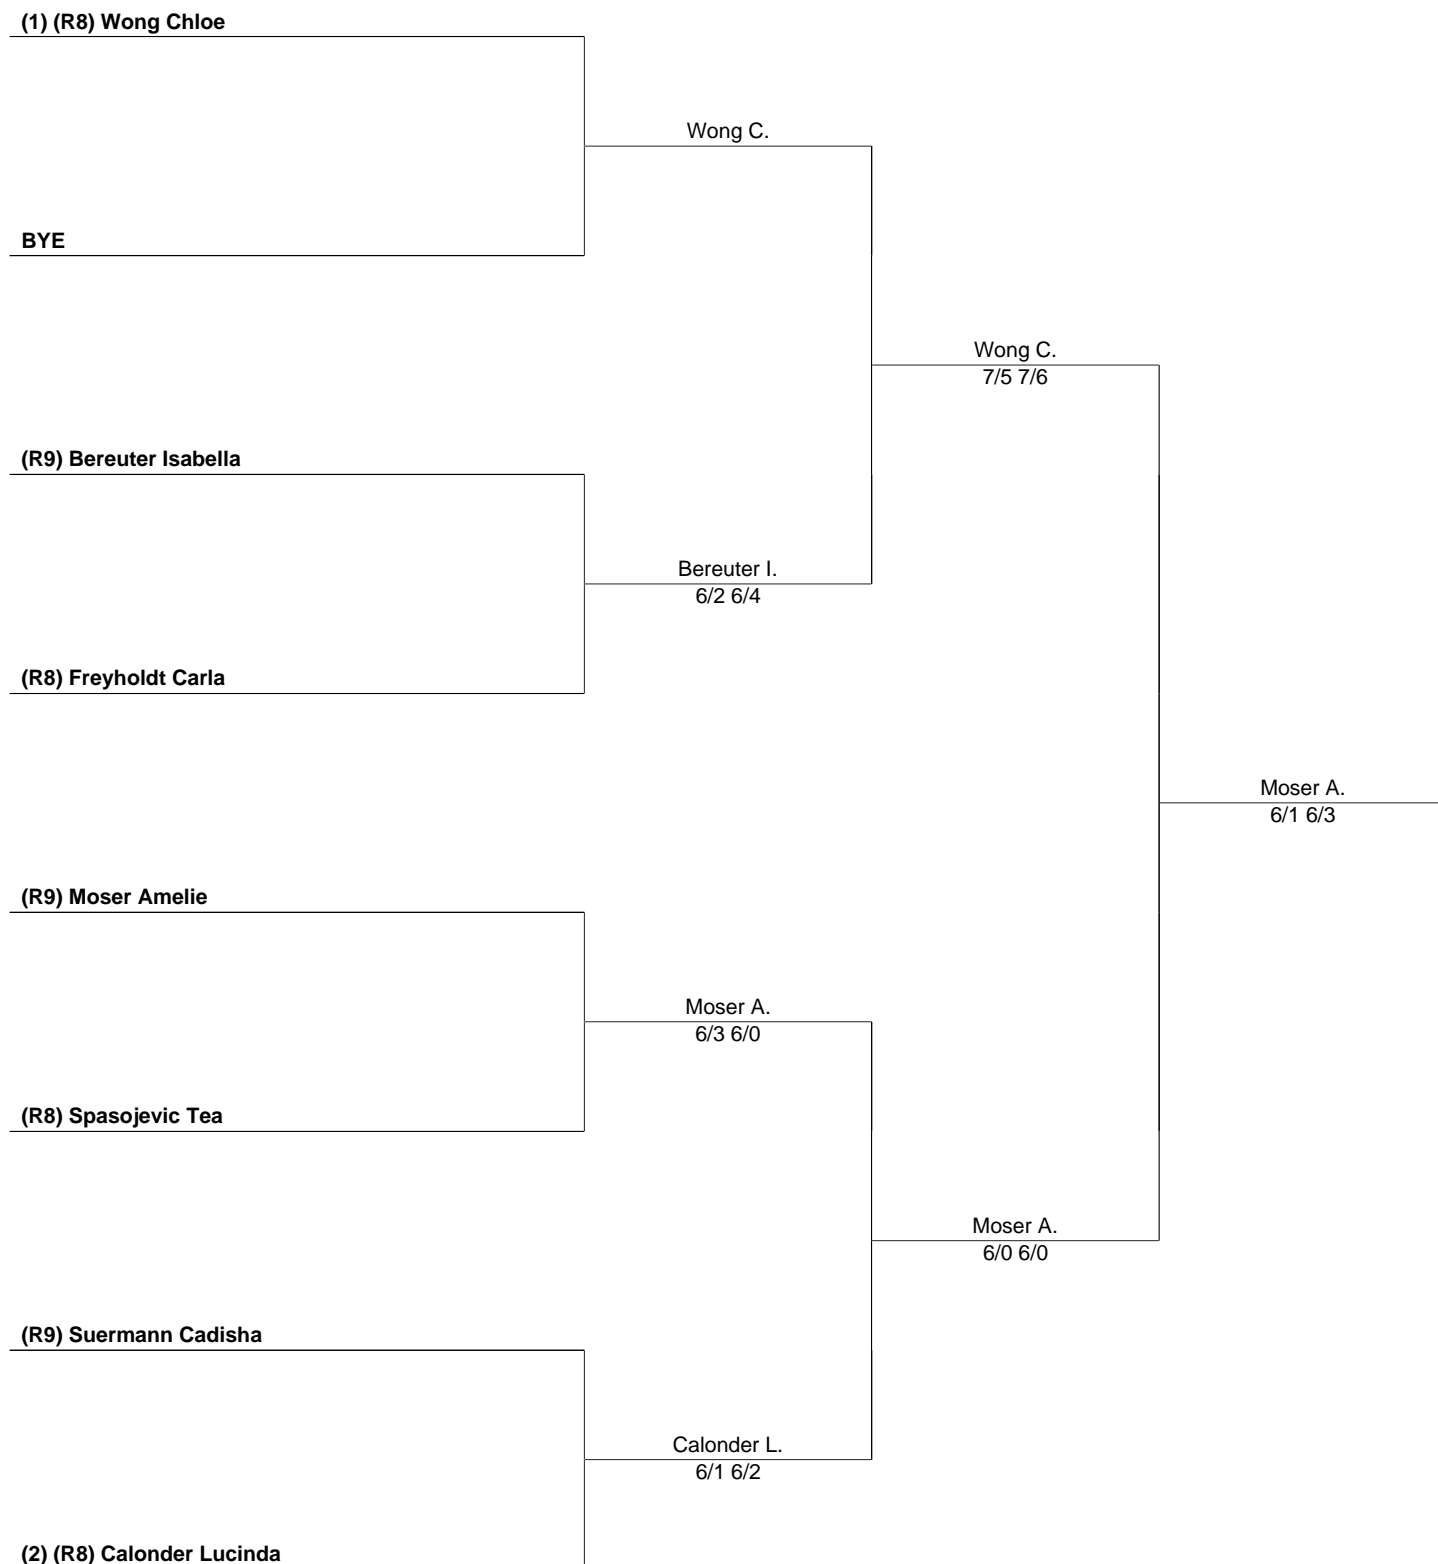 (1) (R8) Wong Chloe
Wong C.
BYE
Wong C.
7/5 7/6
(R9) Bereuter Isabella
Bereuter I.
6/2 6/4
(R8) Freyholdt Carla
Moser A.
6/1 6/3
(R9) Moser Amelie
Moser A.
6/3 6/0
(R8) Spasojevic Tea
Moser A.
6/0 6/0
(R9) Suermann Cadisha
Calonder L.
6/1 6/2
(2) (R8) Calonder Lucinda